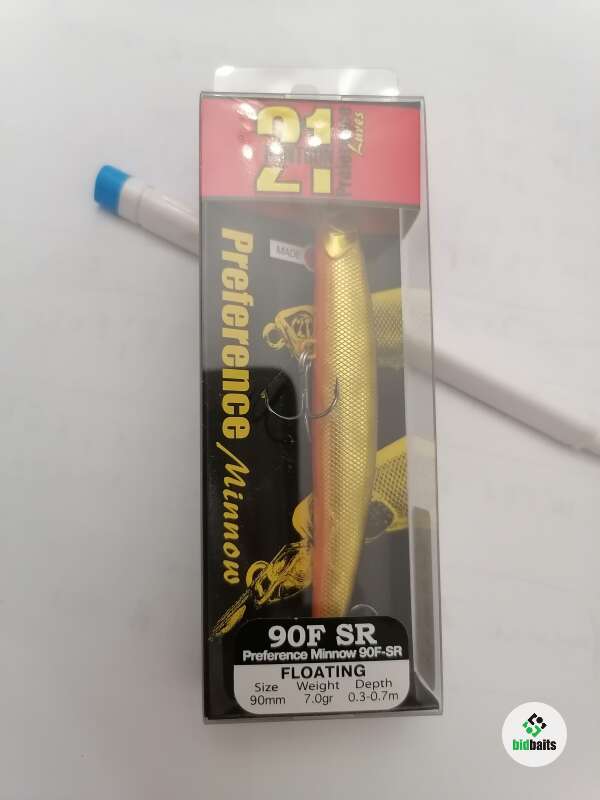 21
Lures
MADE
Preference
Minnow
90F SR
Preference Minnow 90F-SR
FLOATING
Size Weight Depth
90mm 7.0gr 0.3-0.7m
bidbaits